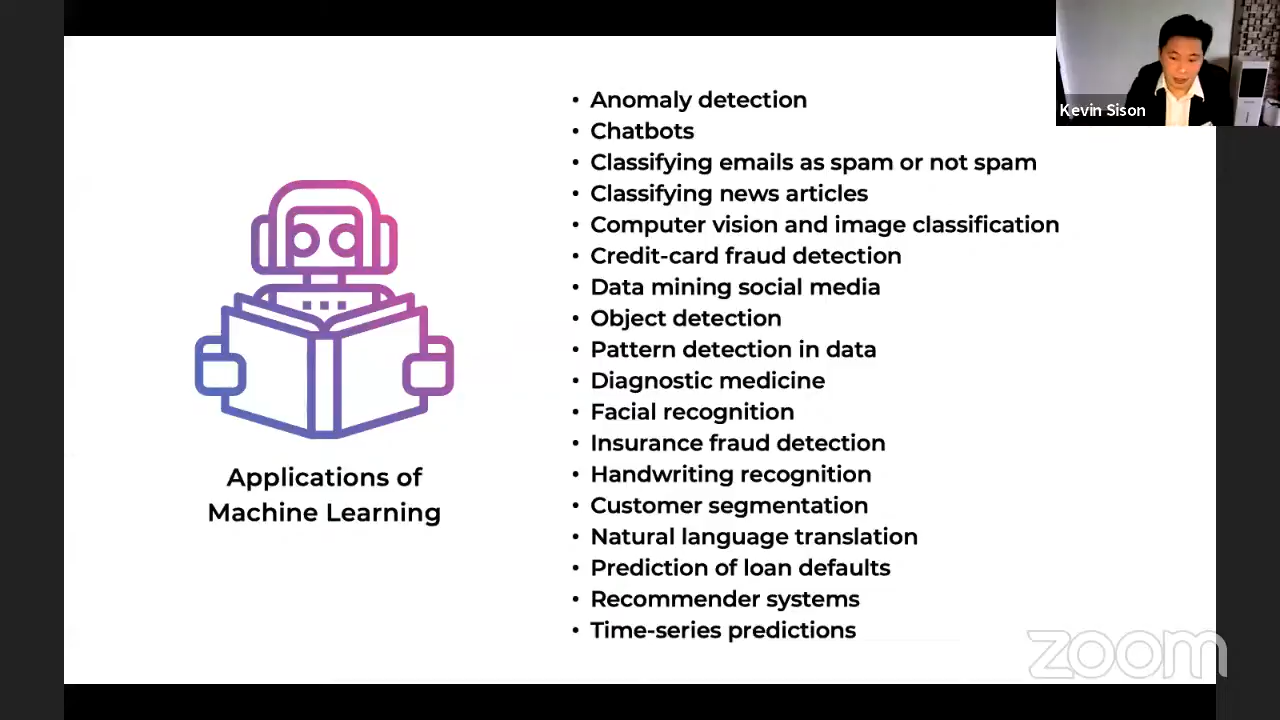 Kevin Sison
• Anomaly detection
• Chatbots
• Classifying emails as spam or not spam
• Classifying news articles
• Computer vision and image classification
• Credit-card fraud detection
• Data mining social media
• Object detection
• Pattern detection in data
• Diagnostic medicine
• Facial recognition
• Insurance fraud detection
• Handwriting recognition
• Customer segmentation
• Natural language translation
• Prediction of loan defaults
• Recommender systems
• Time-series predictions
Applications of
Machine Learning
zoom